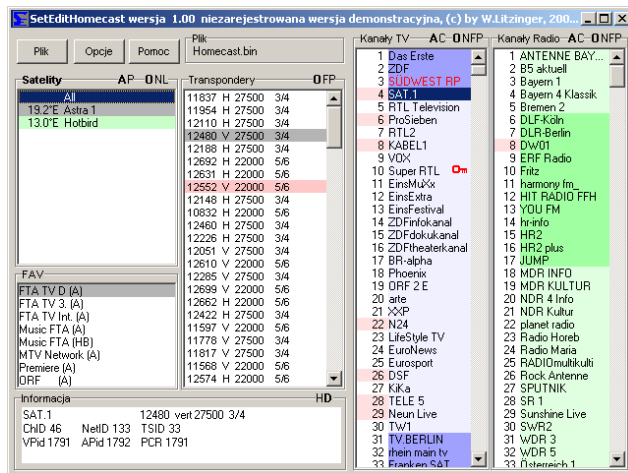 SetEditHomecast wersja 1.00 niezarejestrowana wersja demonstracyjna, (c) by W.Litzinger, 200...
Plik
Opcje
Pomoc
Plik
Homecast.bin
Satelity AP ONL
All
19.2°E Astra 1
13.0°E Hotbird
FAV
FTA TV D (A)
FTA TV 3. (A)
FTA TV Int. (A)
Music FTA (A)
Music FTA (HB)
MTV Network (A)
Premiere (A)
ORF (A)
Transpondery OFP
11837 H 27500 3/4
11954 H 27500 3/4
12110 H 27500 3/4
12480 V 27500 3/4
12188 H 27500 3/4
12692 H 22000 5/6
12631 H 22000 5/6
12552 V 22000 5/6
12148 H 27500 3/4
10832 H 22000 5/6
12460 H 27500 3/4
12226 H 27500 3/4
12051 V 27500 3/4
12610 V 22000 5/6
12285 V 27500 3/4
12699 V 22000 5/6
12662 H 22000 5/6
12422 H 27500 3/4
11597 V 22000 5/6
11778 V 27500 3/4
11817 V 27500 3/4
11568 V 22000 5/6
12574 H 22000 5/6
Informacja HD
SAT.1 12480 vert 27500 3/4
ChID 46 NetID 133 TSID 33
VPid 1791 APid 1792 PCR 1791
Kanały TV AC ONFP
1 Das Erste
2 ZDF
3 SÜDWEST RP
4 SAT.1
5 RTL Television
6 ProSieben
7 RTL2
8 KABEL1
9 VOX
10 Super RTL
11 EinsMuXx
12 EinsExtra
13 EinsFestival
14 ZDFinfokanal
15 ZDFdokukanal
16 ZDFtheaterkanal
17 BR-alpha
18 Phoenix
19 ORF 2 E
20 arte
21 XXP
22 N24
23 LifeStyle TV
24 EuroNews
25 Eurosport
26 DSF
27 KiKa
28 TELE 5
29 Neun Live
30 TW1
31 TV.BERLIN
32 rhein main tv
33 Franken SAT
Kanały Radio AC ONFP
1 ANTENNE BAY...
2 B5 aktuell
3 Bayern 1
4 Bayern 4 Klassik
5 Bremen 2
6 DLF-Köln
7 DLR-Berlin
8 DW01
9 ERF Radio
10 Fritz
11 harmony fm_
12 HIT RADIO FFH
13 YOU FM
14 hr-info
15 HR2
16 HR2 plus
17 JUMP
18 MDR INFO
19 MDR KULTUR
20 NDR 4 Info
21 NDR Kultur
22 planet radio
23 Radio Horeb
24 Radio Maria
25 RADIOmultikulti
26 Rock Antenne
27 SPUTNIK
28 SR 1
29 Sunshine Live
30 SWR2
31 WDR 3
32 WDR 5
33 Österreich 1